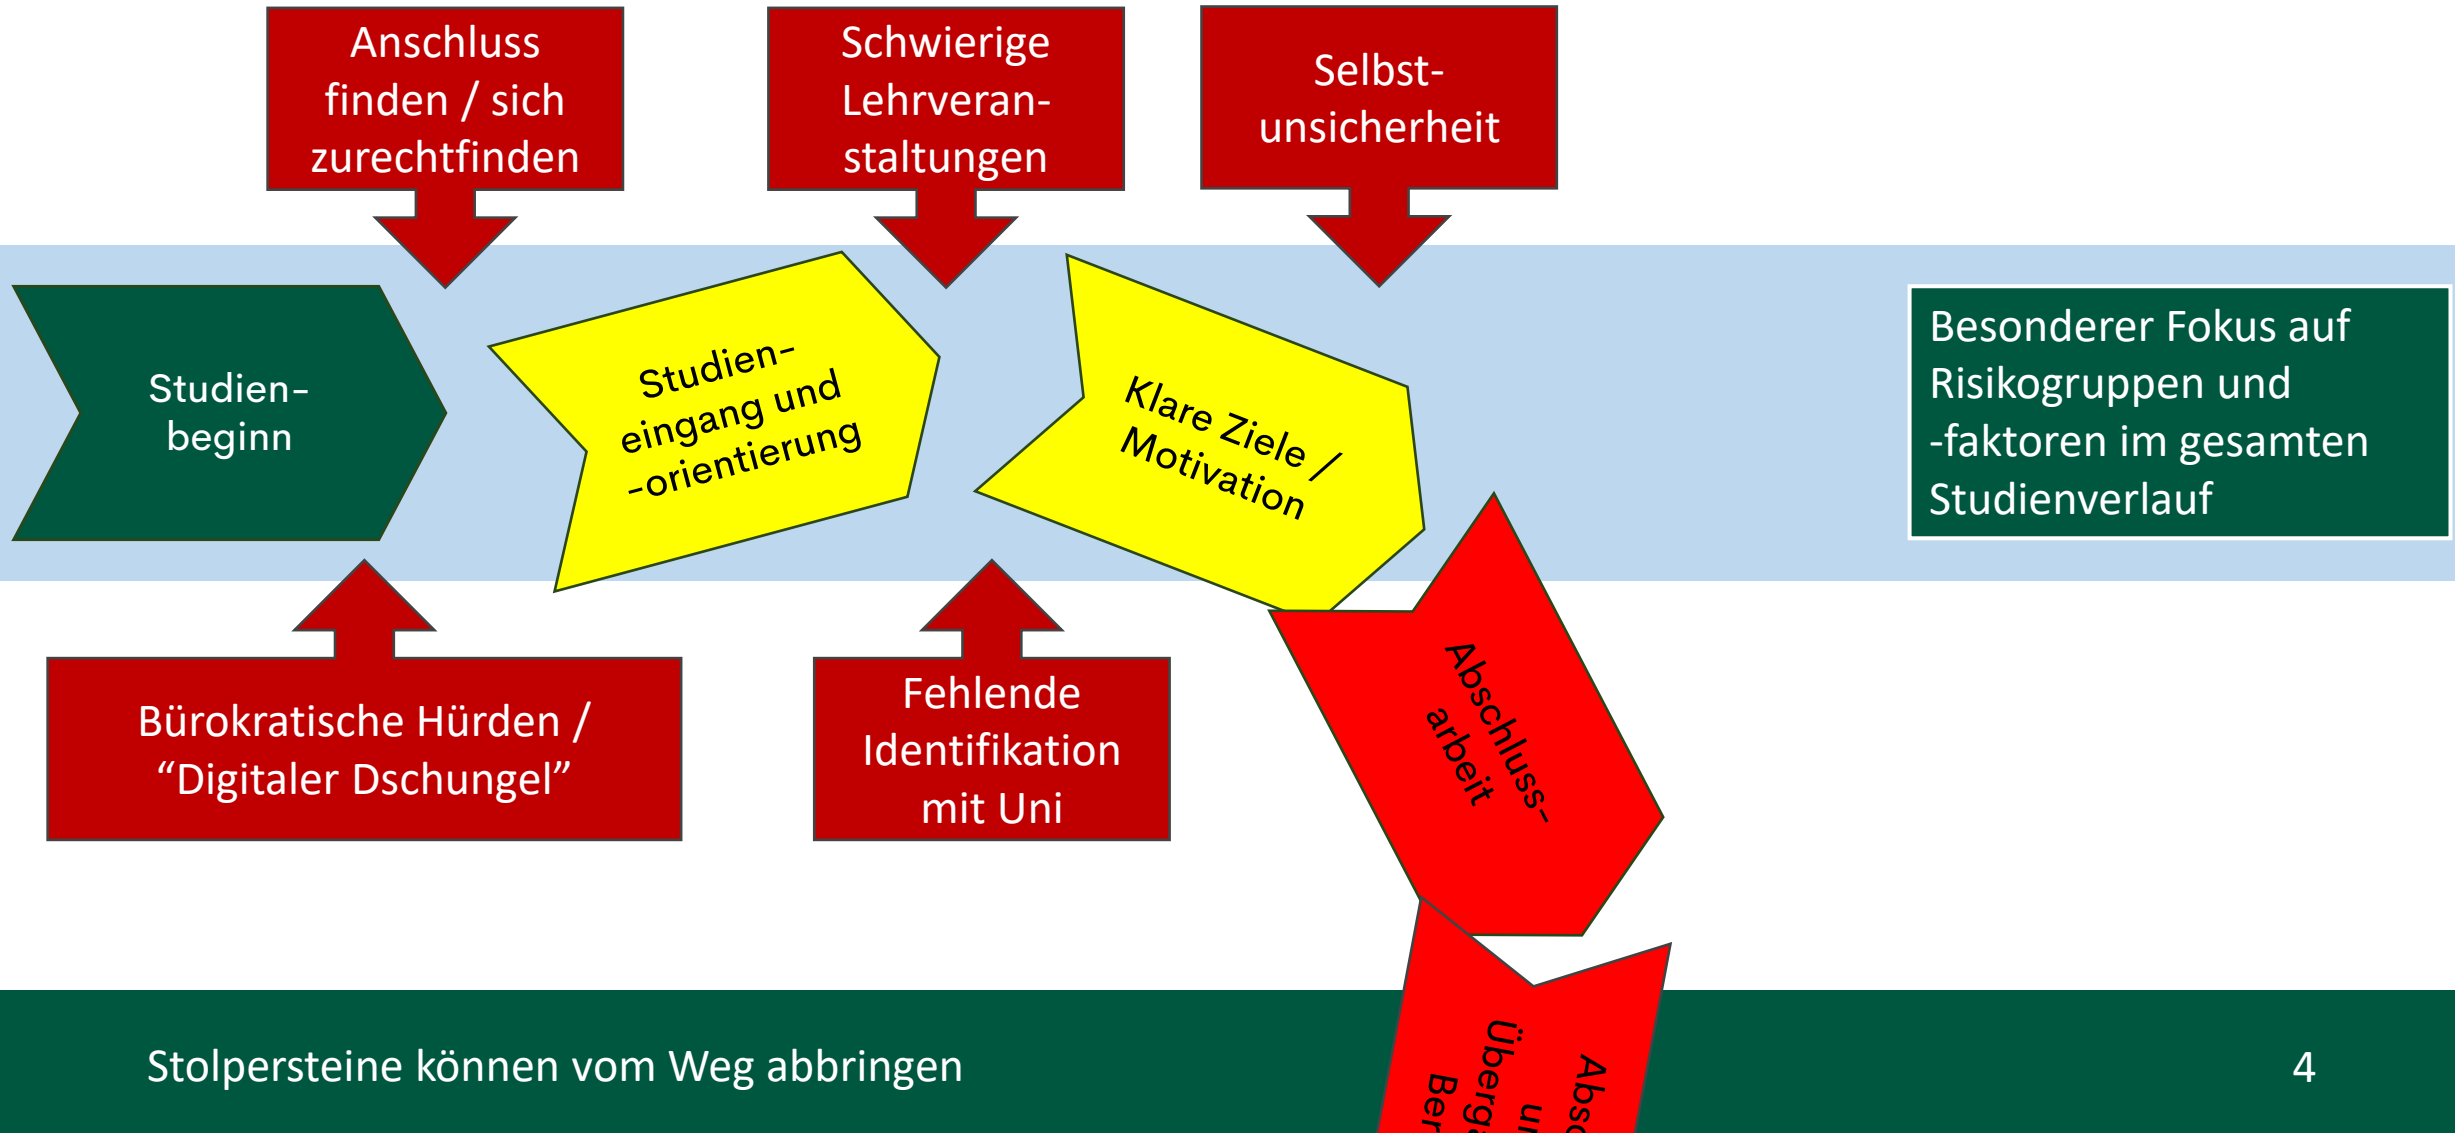 Anschluss
finden / sich
zurechtfinden
Schwierige
Lehrveran-
staltungen
Selbst-
unsicherheit
Studien-
beginn
Studien-
eingang und
-orientierung
Klare Ziele /
Motivation
Besonderer Fokus auf
Risikogruppen und
-faktoren im gesamten
Studienverlauf
Bürokratische Hürden /
“Digitaler Dschungel”
Fehlende
Identifikation
mit Uni
Abschluss-
arbeit
Stolpersteine können vom Weg abbringen
4